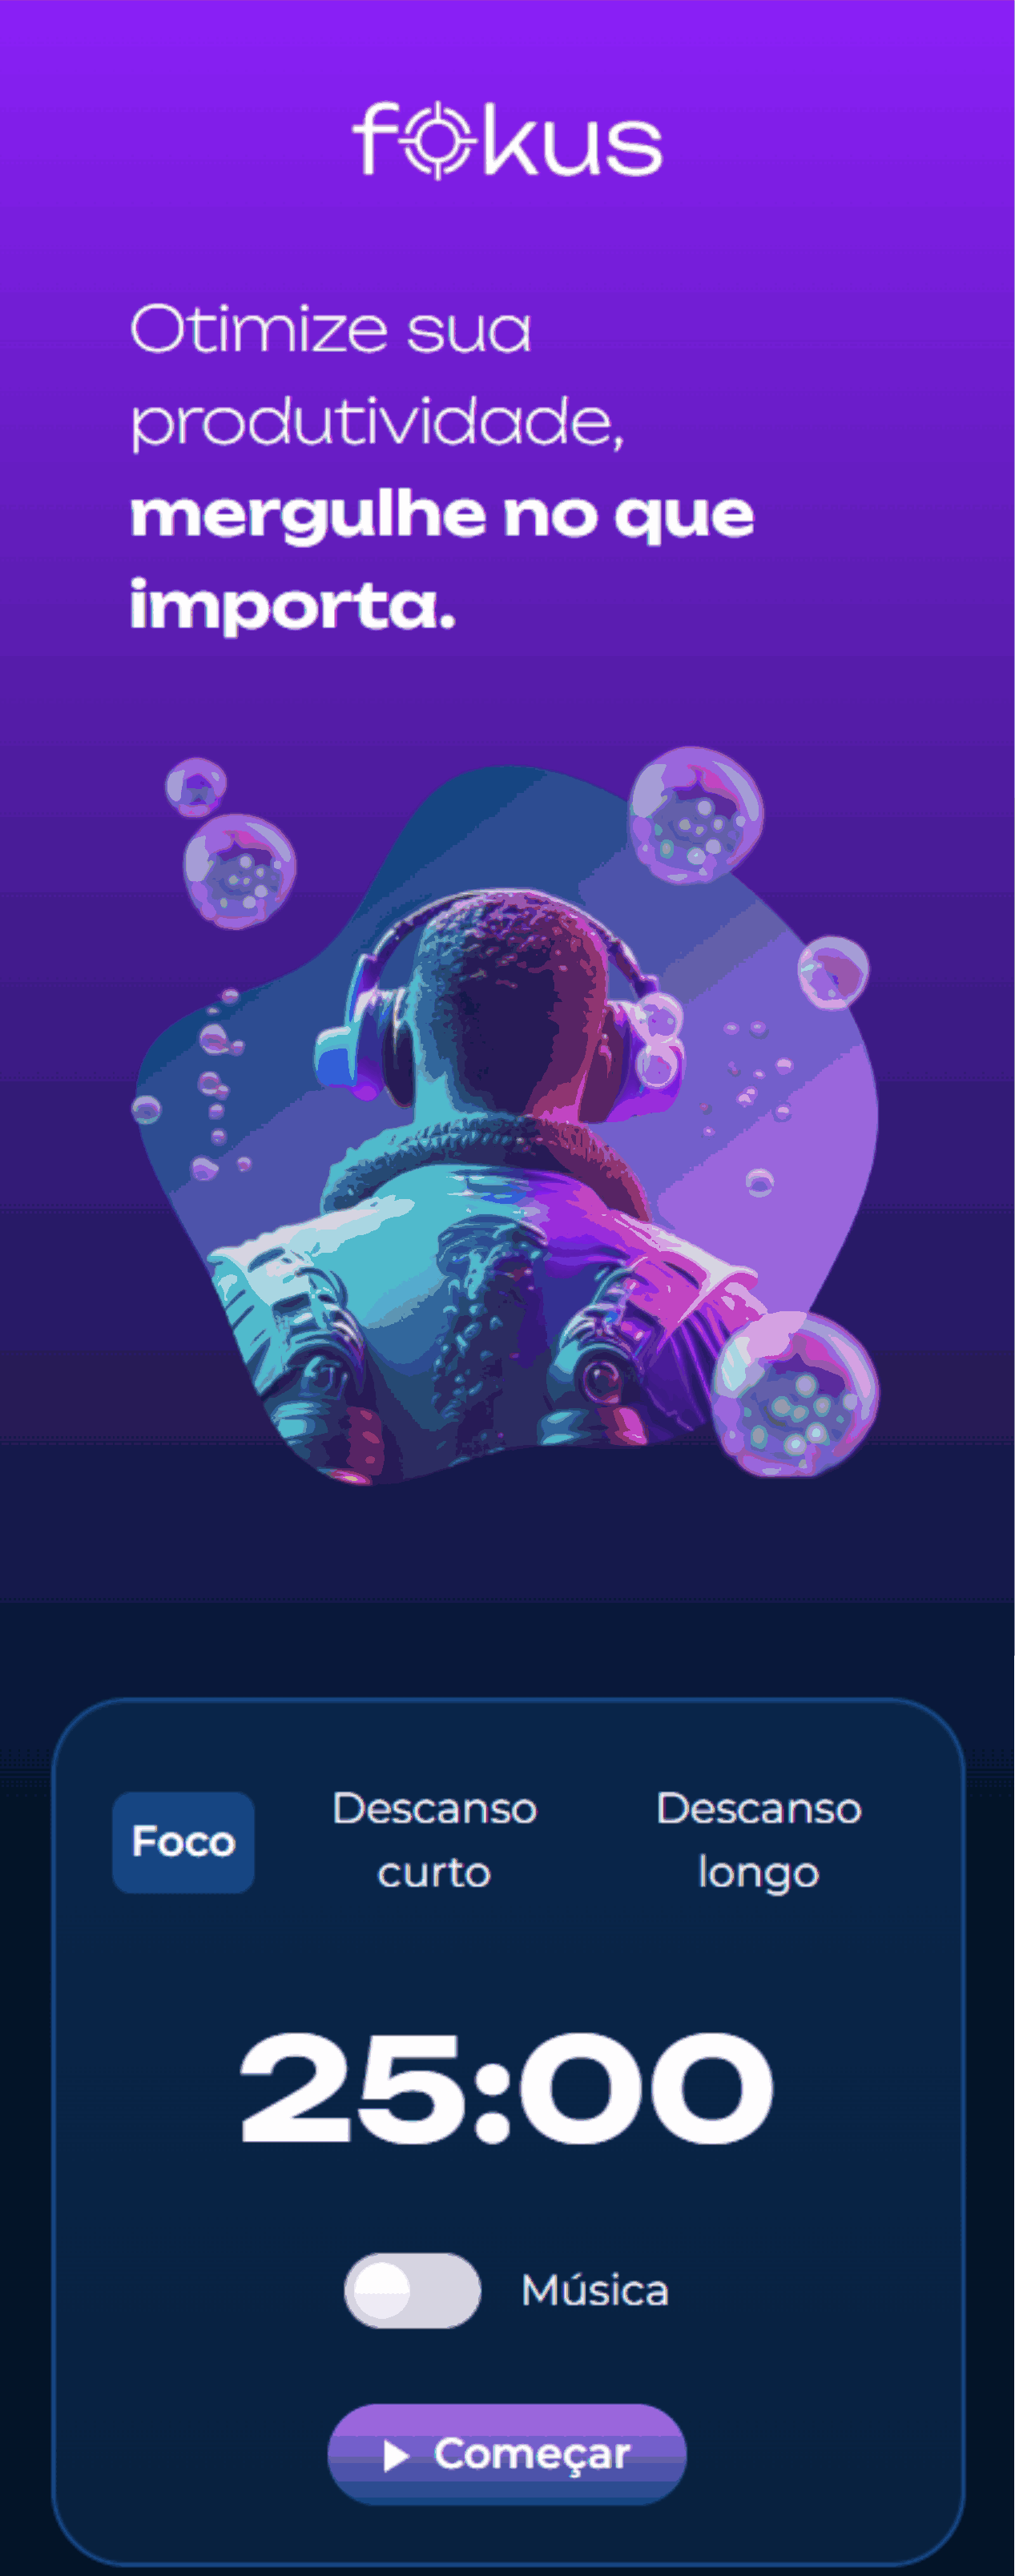 fokus
Otimize sua
produtividade,
mergulhe no que
importa.
Foco
Descanso
curto
Descanso
longo
25:00
Música
Começar